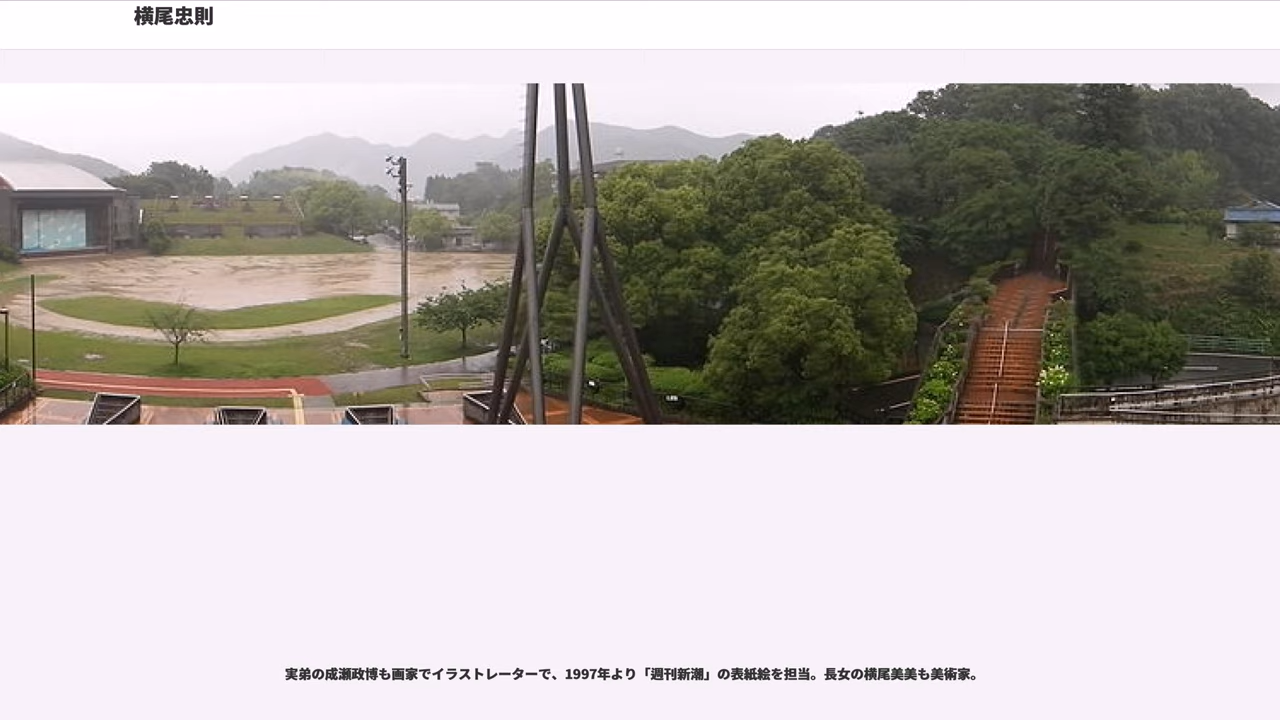 横尾忠則
実弟の成瀬政博も画家でイラストレーターで、1997年より「週刊新潮」の表紙絵を担当。長女の横尾美美も美術家。